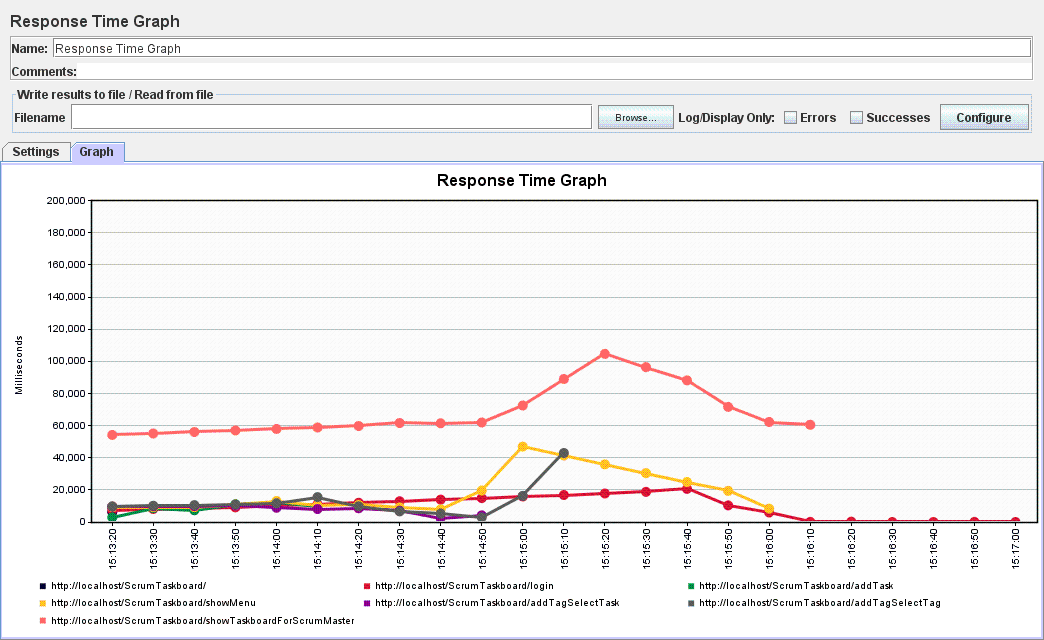 Response Time Graph
Name: Response Time Graph
Comments:
Write results to file / Read from file
Filename Browse... Log/Display Only: Errors Successes Configure
Settings Graph
Response Time Graph
200,000
180,000
160,000
140,000
120,000
100,000
80,000
60,000
40,000
20,000
0
Milliseconds
15:13:20 15:13:30 15:13:40 15:13:50 15:14:00 15:14:10 15:14:20 15:14:30 15:14:40 15:14:50 15:15:00 15:15:10 15:15:20 15:15:30 15:15:40 15:15:50 15:16:00 15:16:10 15:16:20 15:16:30 15:16:40 15:16:50 15:17:00
http://localhost/ScrumTaskboard/ http://localhost/ScrumTaskboard/login http://localhost/ScrumTaskboard/addTask
http://localhost/ScrumTaskboard/showMenu http://localhost/ScrumTaskboard/addTagSelectTask http://localhost/ScrumTaskboard/addTagSelectTag
http://localhost/ScrumTaskboard/showTaskboardForScrumMaster